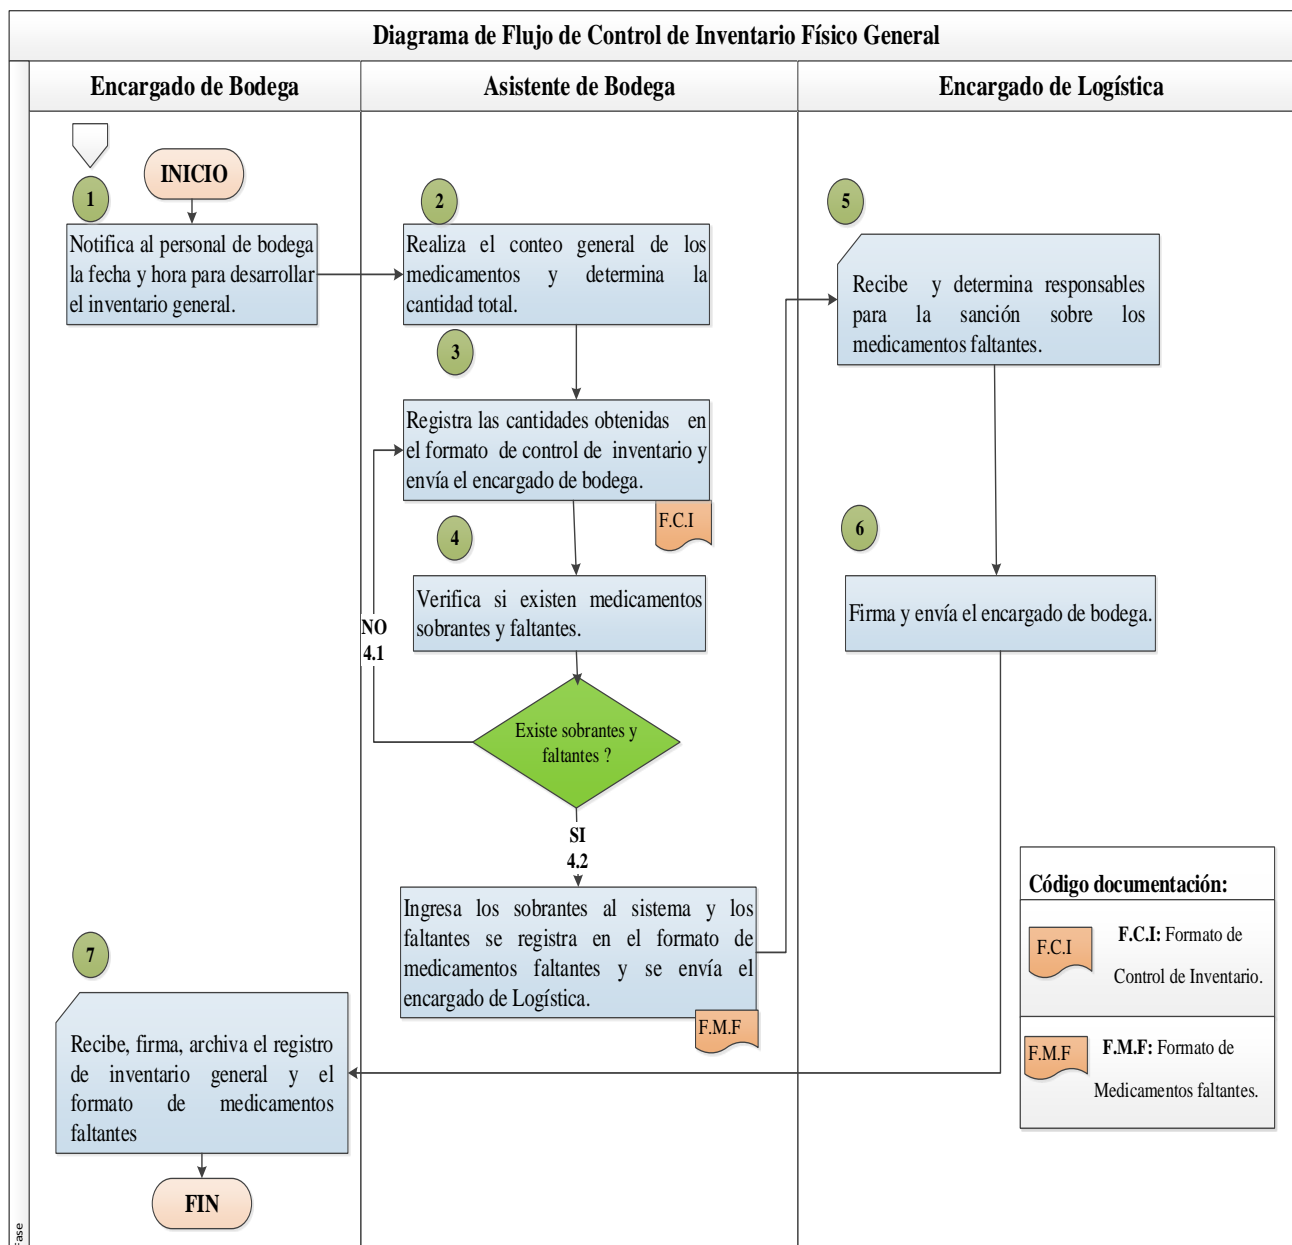 Diagrama de Flujo de Control de Inventario Físico General
Encargado de Bodega
Asistente de Bodega
Encargado de Logística
INICIO
1
Notifica al personal de bodega
la fecha y hora para desarrollar
el inventario general.
2
Realiza el conteo general de los
medicamentos y determina la
cantidad total.
3
Registra las cantidades obtenidas en
el formato de control de inventario y
envía el encargado de bodega.
F.C.I
4
Verifica si existen medicamentos
sobrantes y faltantes.
NO
4.1
Existe sobrantes y
faltantes ?
SI
4.2
Ingresa los sobrantes al sistema y los
faltantes se registra en el formato de
medicamentos faltantes y se envía el
encargado de Logística.
F.M.F
5
Recibe y determina responsables
para la sanción sobre los
medicamentos faltantes.
6
Firma y envía el encargado de bodega.
7
Recibe, firma, archiva el registro
de inventario general y el
formato de medicamentos
faltantes
FIN
Código documentación:
F.C.I
F.C.I: Formato de
Control de Inventario.
F.M.F
F.M.F: Formato de
Medicamentos faltantes.